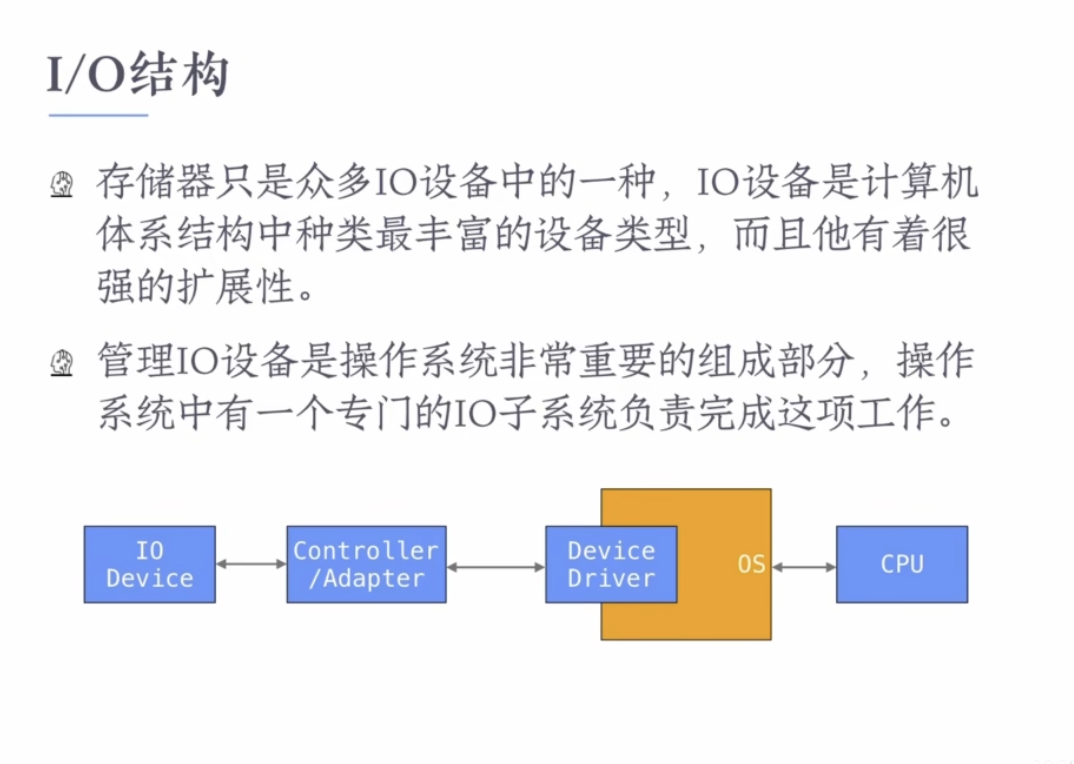 I/O结构
存储器只是众多IO设备中的一种，IO设备是计算机
体系结构中种类最丰富的设备类型，而且他有着很
强的扩展性。
管理IO设备是操作系统非常重要的组成部分，操作
系统中有一个专门的IO子系统负责完成这项工作。
IO
Device
Controller
/Adapter
Device
Driver
OS
CPU